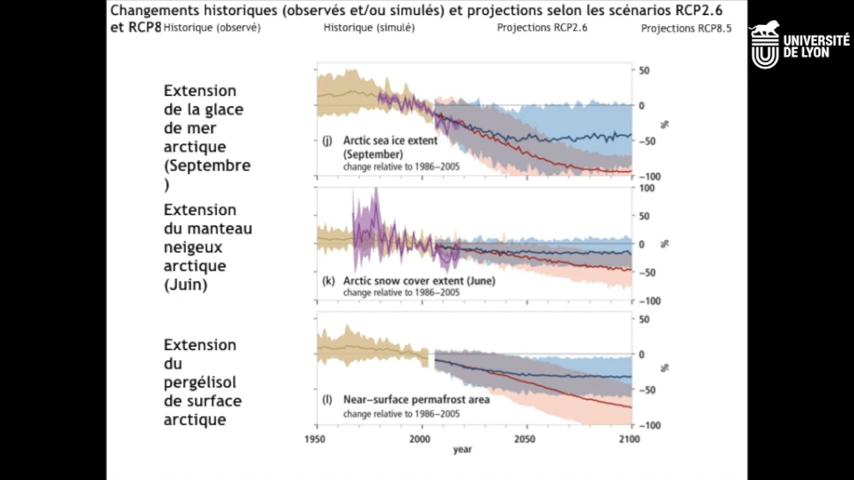 Changements historiques (observés et/ou simulés) et projections selon les scénarios RCP2.6
et RCP8
Historique (observé)
Historique (simulé)
Projections RCP2.6
Projections RCP8.5
UNIVERSITÉ
DE LYON
Extension
de la glace
de mer
arctique
(Septembre
)
50
0
-50
-100
%
(j) Arctic sea ice extent
(September)
change relative to 1986–2005
Extension
du manteau
neigeux
arctique
(Juin)
100
50
0
-50
-100
%
(k) Arctic snow cover extent (June)
change relative to 1986–2005
Extension
du
pergélisol
de surface
arctique
50
0
-50
-100
%
(l) Near–surface permafrost area
change relative to 1986–2005
1950 2000 2050 2100
year